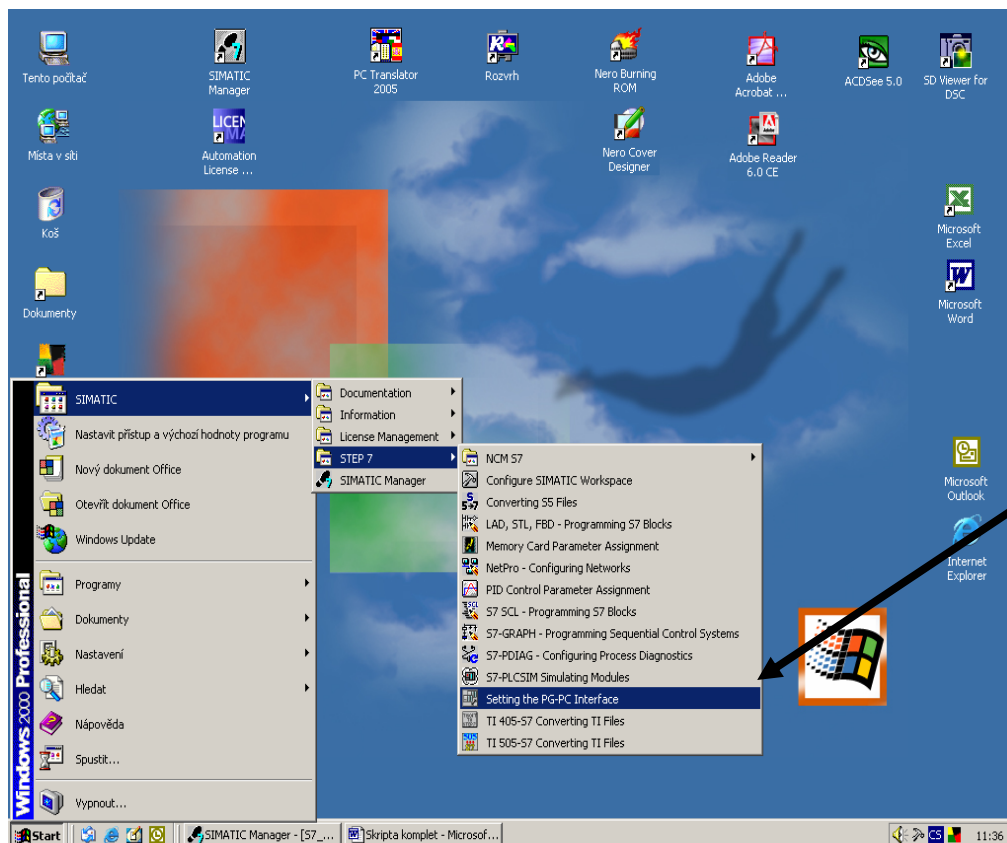 Tento počítač
SIMATIC
Manager
PC Translator
2005
Rozvrh
Nero Burning
ROM
Adobe
Acrobat ...
ACDSee 5.0
SD Viewer for
DSC
Místa v síti
LICEN
Automation
License ...
Nero Cover
Designer
Adobe
Adobe Reader
6.0 CE
Koš
Microsoft
Excel
Dokumenty
Microsoft
Word
Microsoft
Outlook
Internet
Explorer
Windows 2000 Professional
SIMATIC
Nastavit přístup a výchozí hodnoty programu
Nový dokument Office
Otevřít dokument Office
Windows Update
Programy
Dokumenty
Nastavení
Hledat
Nápověda
Spustit...
Vypnout...
Documentation
Information
License Management
STEP 7
SIMATIC Manager
NCM S7
Configure SIMATIC Workspace
Converting S5 Files
LAD, STL, FBD - Programming S7 Blocks
Memory Card Parameter Assignment
NetPro - Configuring Networks
PID Control Parameter Assignment
S7 SCL - Programming S7 Blocks
S7-GRAPH - Programming Sequential Control Systems
S7-PDIAG - Configuring Process Diagnostics
S7-PLCSIM Simulating Modules
Setting the PG-PC Interface
TI 405-S7 Converting TI Files
TI 505-S7 Converting TI Files
Start
SIMATIC Manager - [S7_...
Skripta komplet - Microsof...
CS
11:36